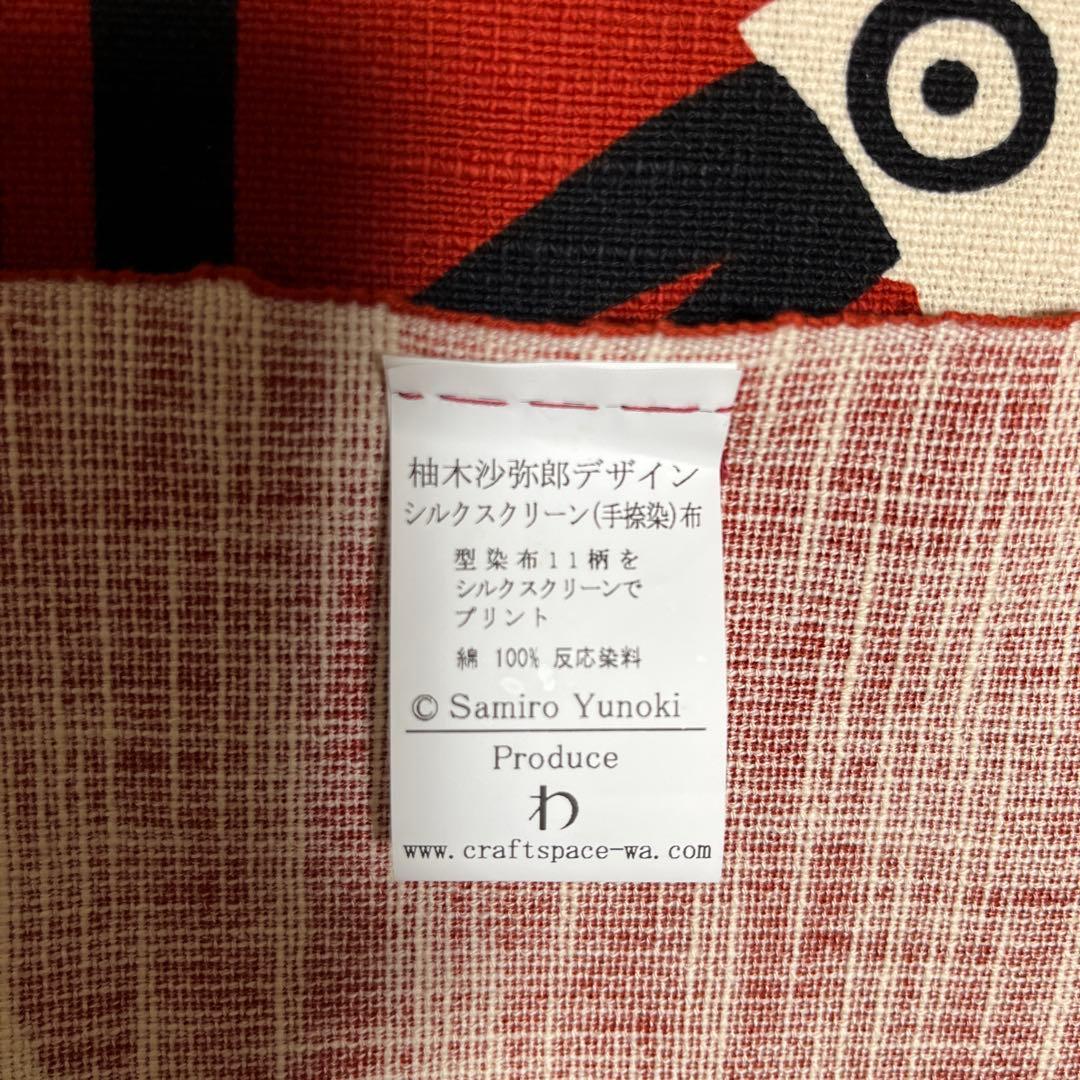 柚木沙弥郎デザイン
シルクスクリーン(手捺染)布
型染布11柄を
シルクスクリーンで
プリント
綿 100% 反応染料
© Samiro Yunoki
Produce
わ
www.craftspace-wa.com